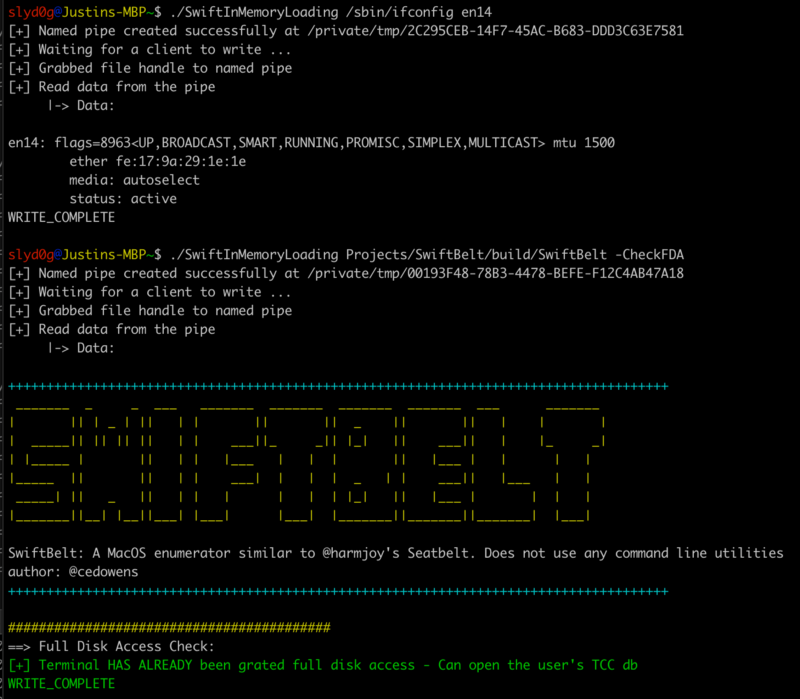 slyd0g@Justins-MBP~$ ./SwiftInMemoryLoading /sbin/ifconfig en14
[+] Named pipe created successfully at /private/tmp/2C295CEB-14F7-45AC-B683-DDD3C63E7581
[+] Waiting for a client to write ...
[+] Grabbed file handle to named pipe
[+] Read data from the pipe
|-> Data:
en14: flags=8963<UP,BROADCAST,SMART,RUNNING,PROMISC,SIMPLEX,MULTICAST> mtu 1500
ether fe:17:9a:29:1e:1e
media: autoselect
status: active
WRITE_COMPLETE
slyd0g@Justins-MBP~$ ./SwiftInMemoryLoading Projects/SwiftBelt/build/SwiftBelt -CheckFDA
[+] Named pipe created successfully at /private/tmp/00193F48-78B3-4478-BEFE-F12C4AB47A18
[+] Waiting for a client to write ...
[+] Grabbed file handle to named pipe
[+] Read data from the pipe
|-> Data:
++++++++++++++++++++++++++++++++++++++++++++++++++++++++++++++++++++++++++++++++++++++
SWIFTBELT
SwiftBelt: A MacOS enumerator similar to @harmjoy's Seatbelt. Does not use any command line utilities
author: @cedowens
++++++++++++++++++++++++++++++++++++++++++++++++++++++++++++++++++++++++++++++++++++++
##########################################
==> Full Disk Access Check:
[+] Terminal HAS ALREADY been grated full disk access - Can open the user's TCC db
WRITE_COMPLETE